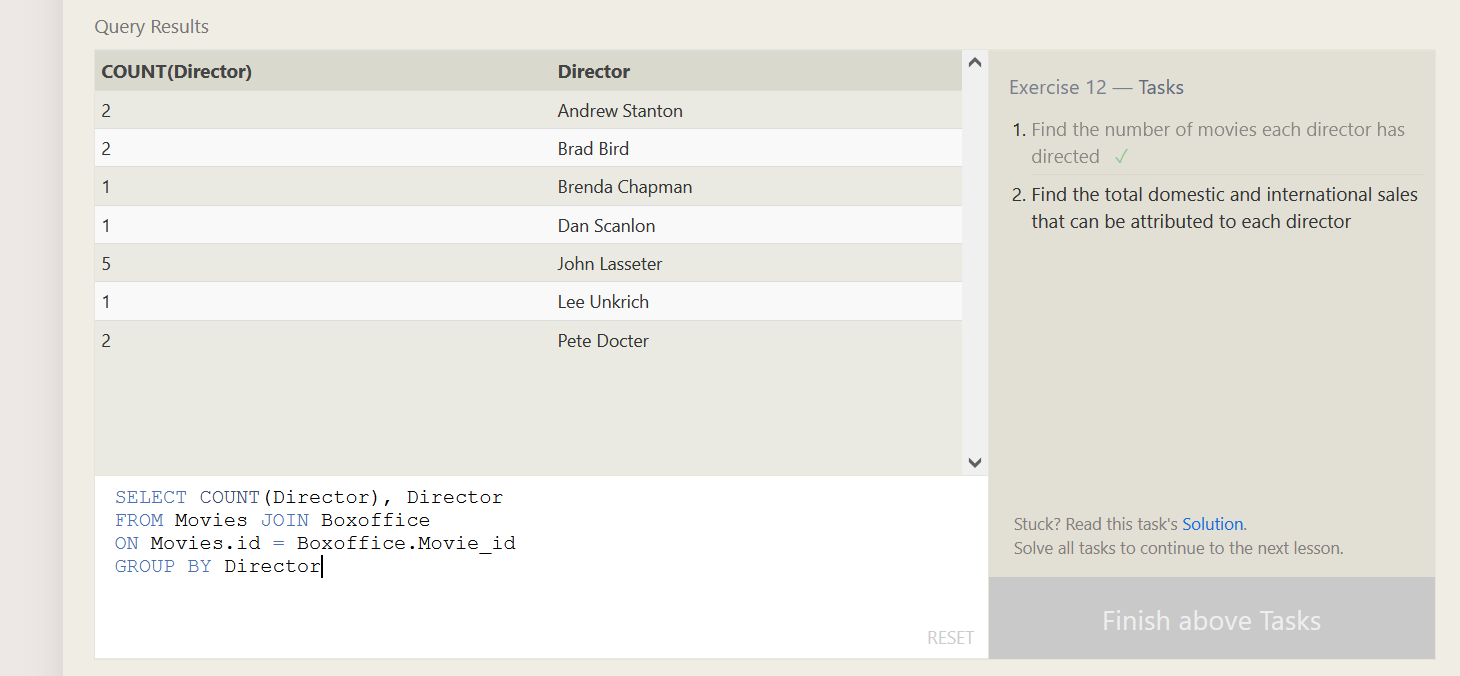 Query Results
COUNT(Director) Director
2 Andrew Stanton
2 Brad Bird
1 Brenda Chapman
1 Dan Scanlon
5 John Lasseter
1 Lee Unkrich
2 Pete Docter
SELECT COUNT(Director), Director
FROM Movies JOIN Boxoffice
ON Movies.id = Boxoffice.Movie_id
GROUP BY Director
RESET
Exercise 12 — Tasks
1. Find the number of movies each director has
directed ✓
2. Find the total domestic and international sales
that can be attributed to each director
Stuck? Read this task's Solution.
Solve all tasks to continue to the next lesson.
Finish above Tasks